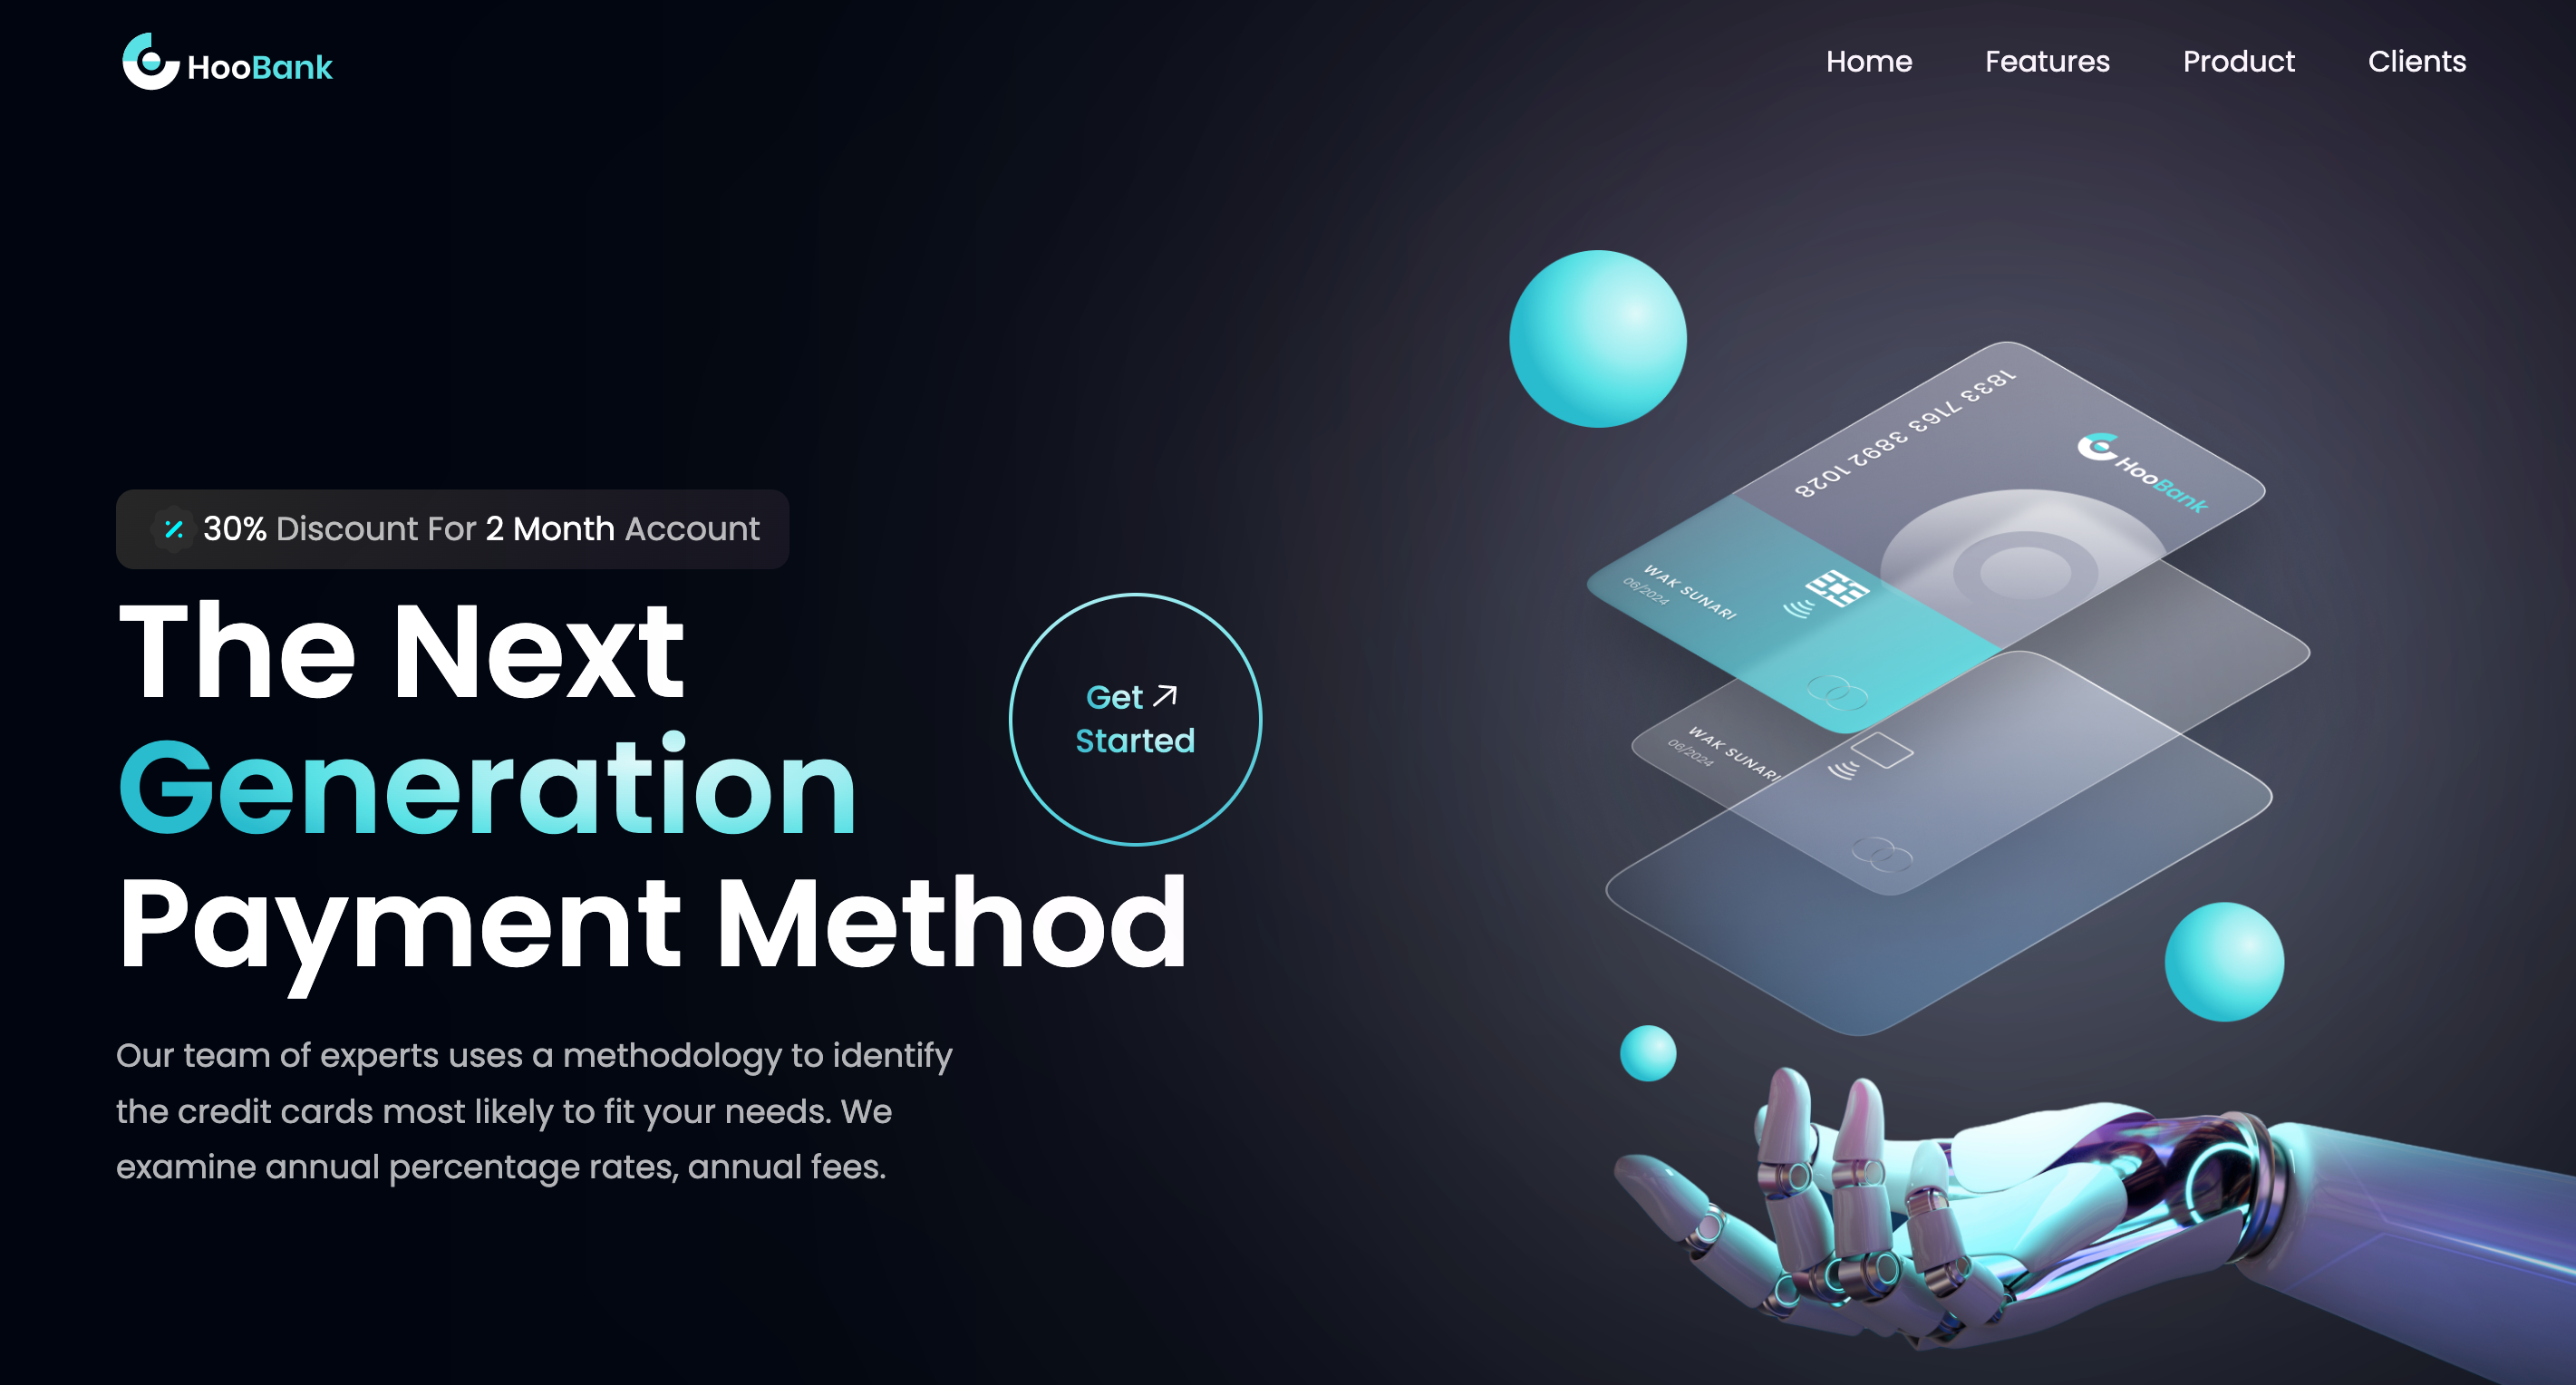 HooBank
Home
Features
Product
Clients
30% Discount For 2 Month Account
The Next
Generation
Payment Method
Get
Started
Our team of experts uses a methodology to identify
the credit cards most likely to fit your needs. We
examine annual percentage rates, annual fees.
1833 7163 3892 1028
HooBank
WAK SUNARI
06/2024
WAK SUNARI
06/2024